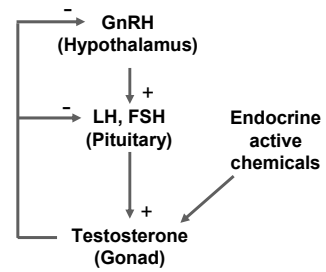 –
GnRH
(Hypothalamus)
+
–
LH, FSH
(Pituitary)
Endocrine
active
chemicals
+
Testosterone
(Gonad)